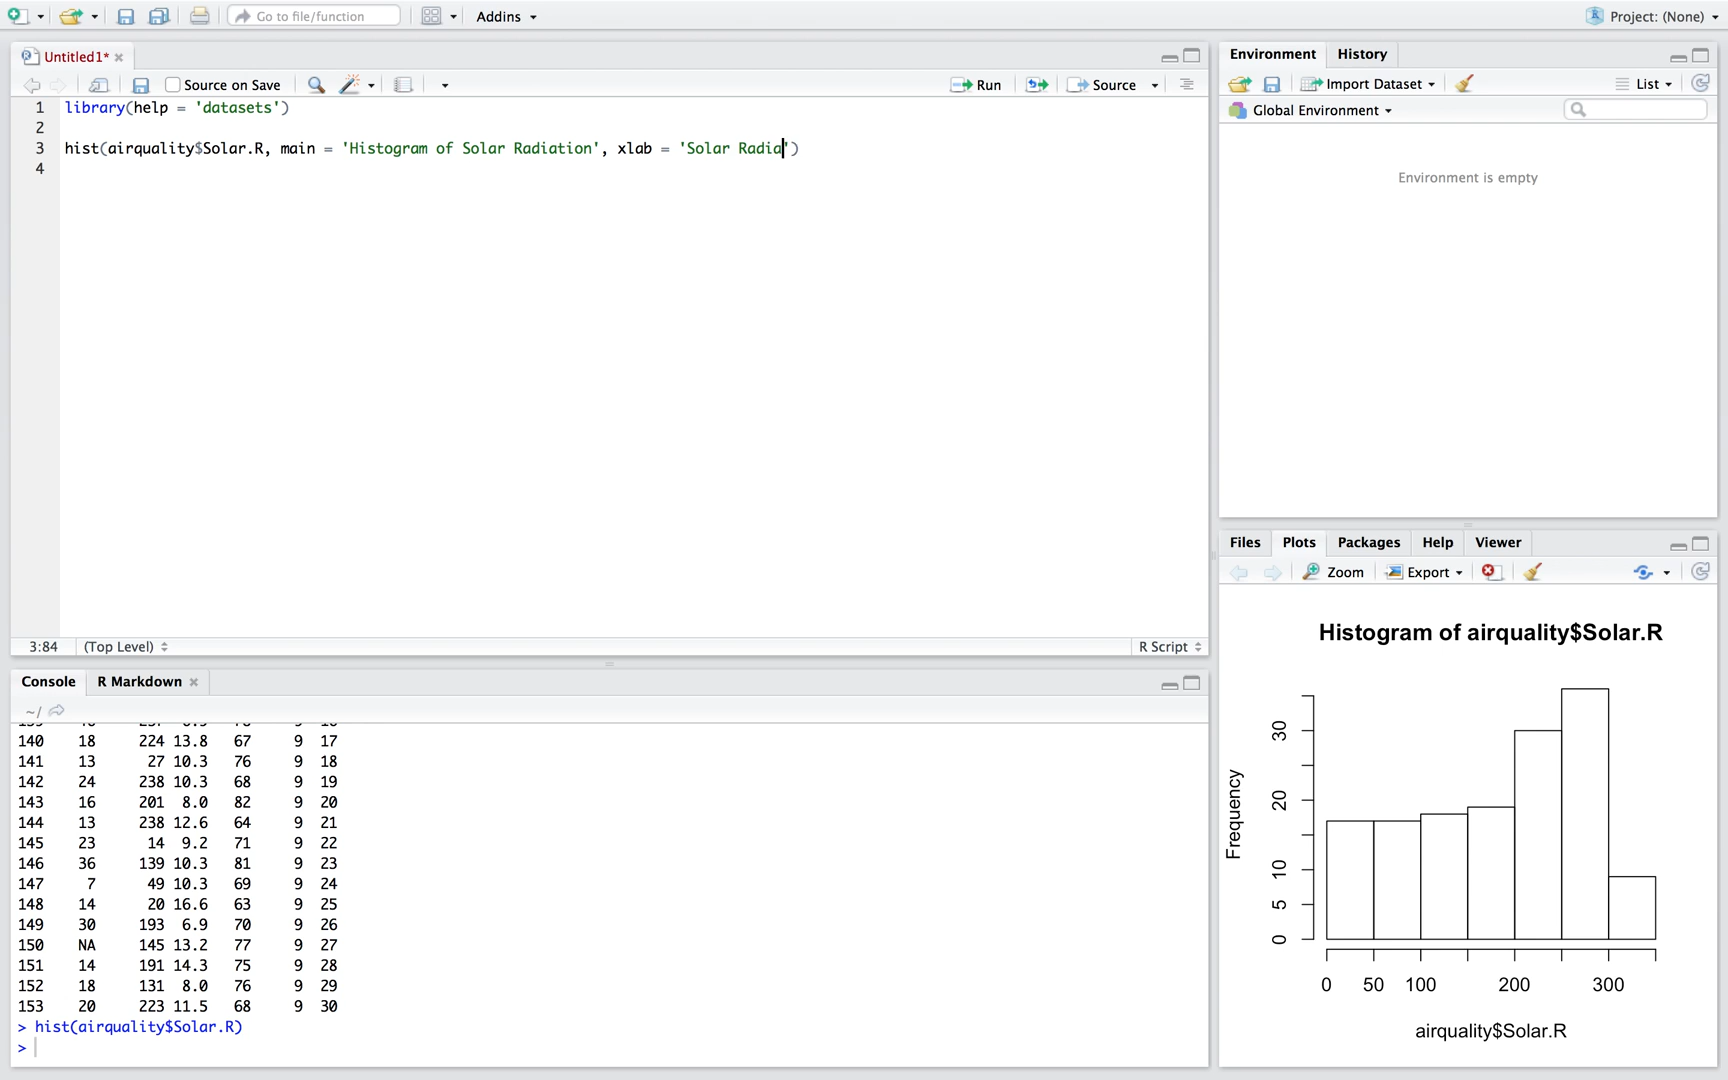 Go to file/function
Addins
Project: (None)
Untitled1*
Source on Save
Run
Source
1 library(help = 'datasets')
2
3 hist(airquality$Solar.R, main = 'Histogram of Solar Radiation', xlab = 'Solar Radia')
4
3:84 (Top Level)
R Script
Console R Markdown
~/
140 18 224 13.8 67 9 17
141 13 27 10.3 76 9 18
142 24 238 10.3 68 9 19
143 16 201 8.0 82 9 20
144 13 238 12.6 64 9 21
145 23 14 9.2 71 9 22
146 36 139 10.3 81 9 23
147 7 49 10.3 69 9 24
148 14 20 16.6 63 9 25
149 30 193 6.9 70 9 26
150 NA 145 13.2 77 9 27
151 14 191 14.3 75 9 28
152 18 131 8.0 76 9 29
153 20 223 11.5 68 9 30
> hist(airquality$Solar.R)
>
Environment History
Import Dataset
List
Global Environment
Environment is empty
Files Plots Packages Help Viewer
Zoom Export
Histogram of airquality$Solar.R
Frequency
30
20
10
5
0
0 50 100 200 300
airquality$Solar.R